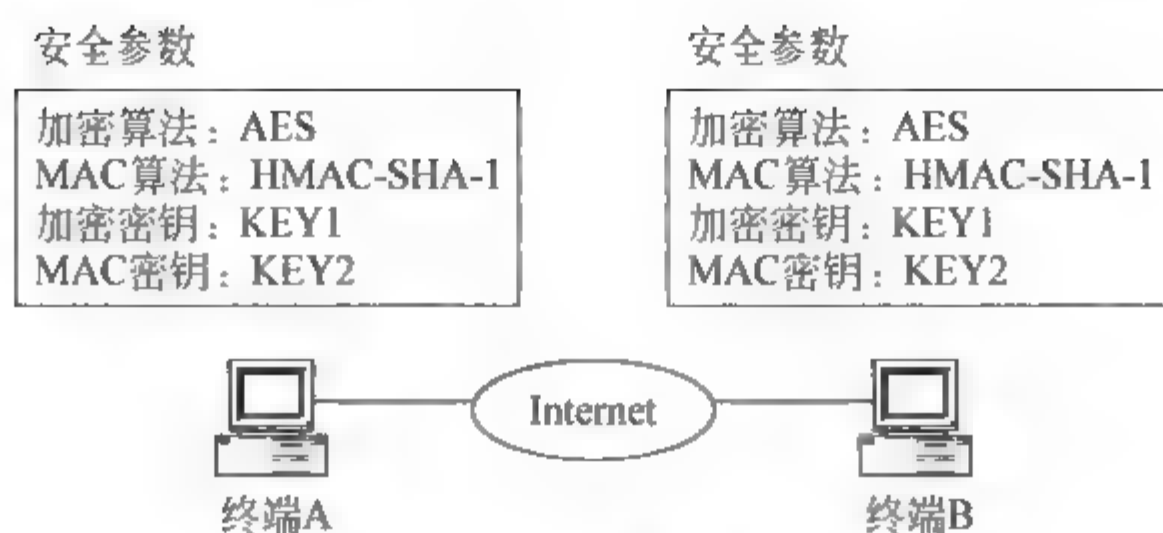 安全参数
加密算法：AES
MAC算法：HMAC-SHA-1
加密密钥：KEY1
MAC密钥：KEY2
安全参数
加密算法：AES
MAC算法：HMAC-SHA-1
加密密钥：KEY1
MAC密钥：KEY2
Internet
终端A
终端B